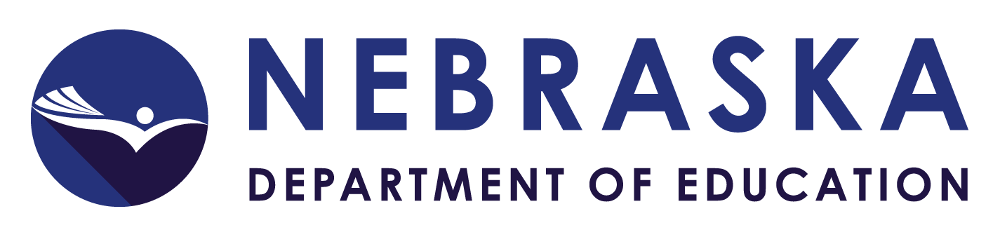 NEBRASKA
DEPARTMENT OF EDUCATION